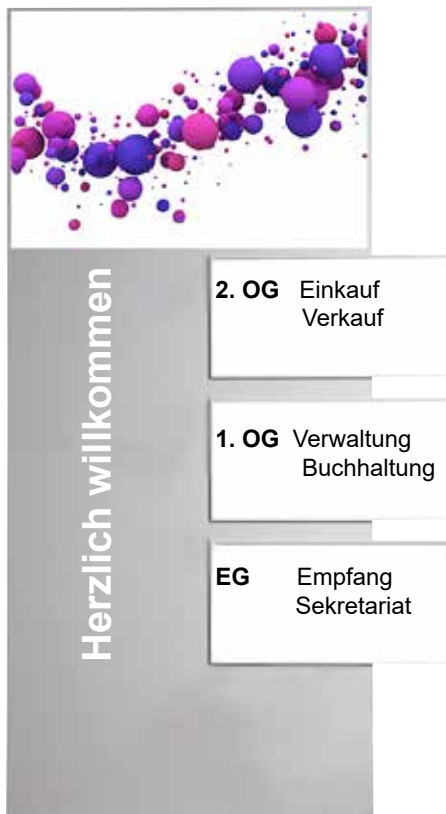 Herzlich willkommen
2. OG Einkauf
Verkauf
1. OG Verwaltung
Buchhaltung
EG Empfang
Sekretariat